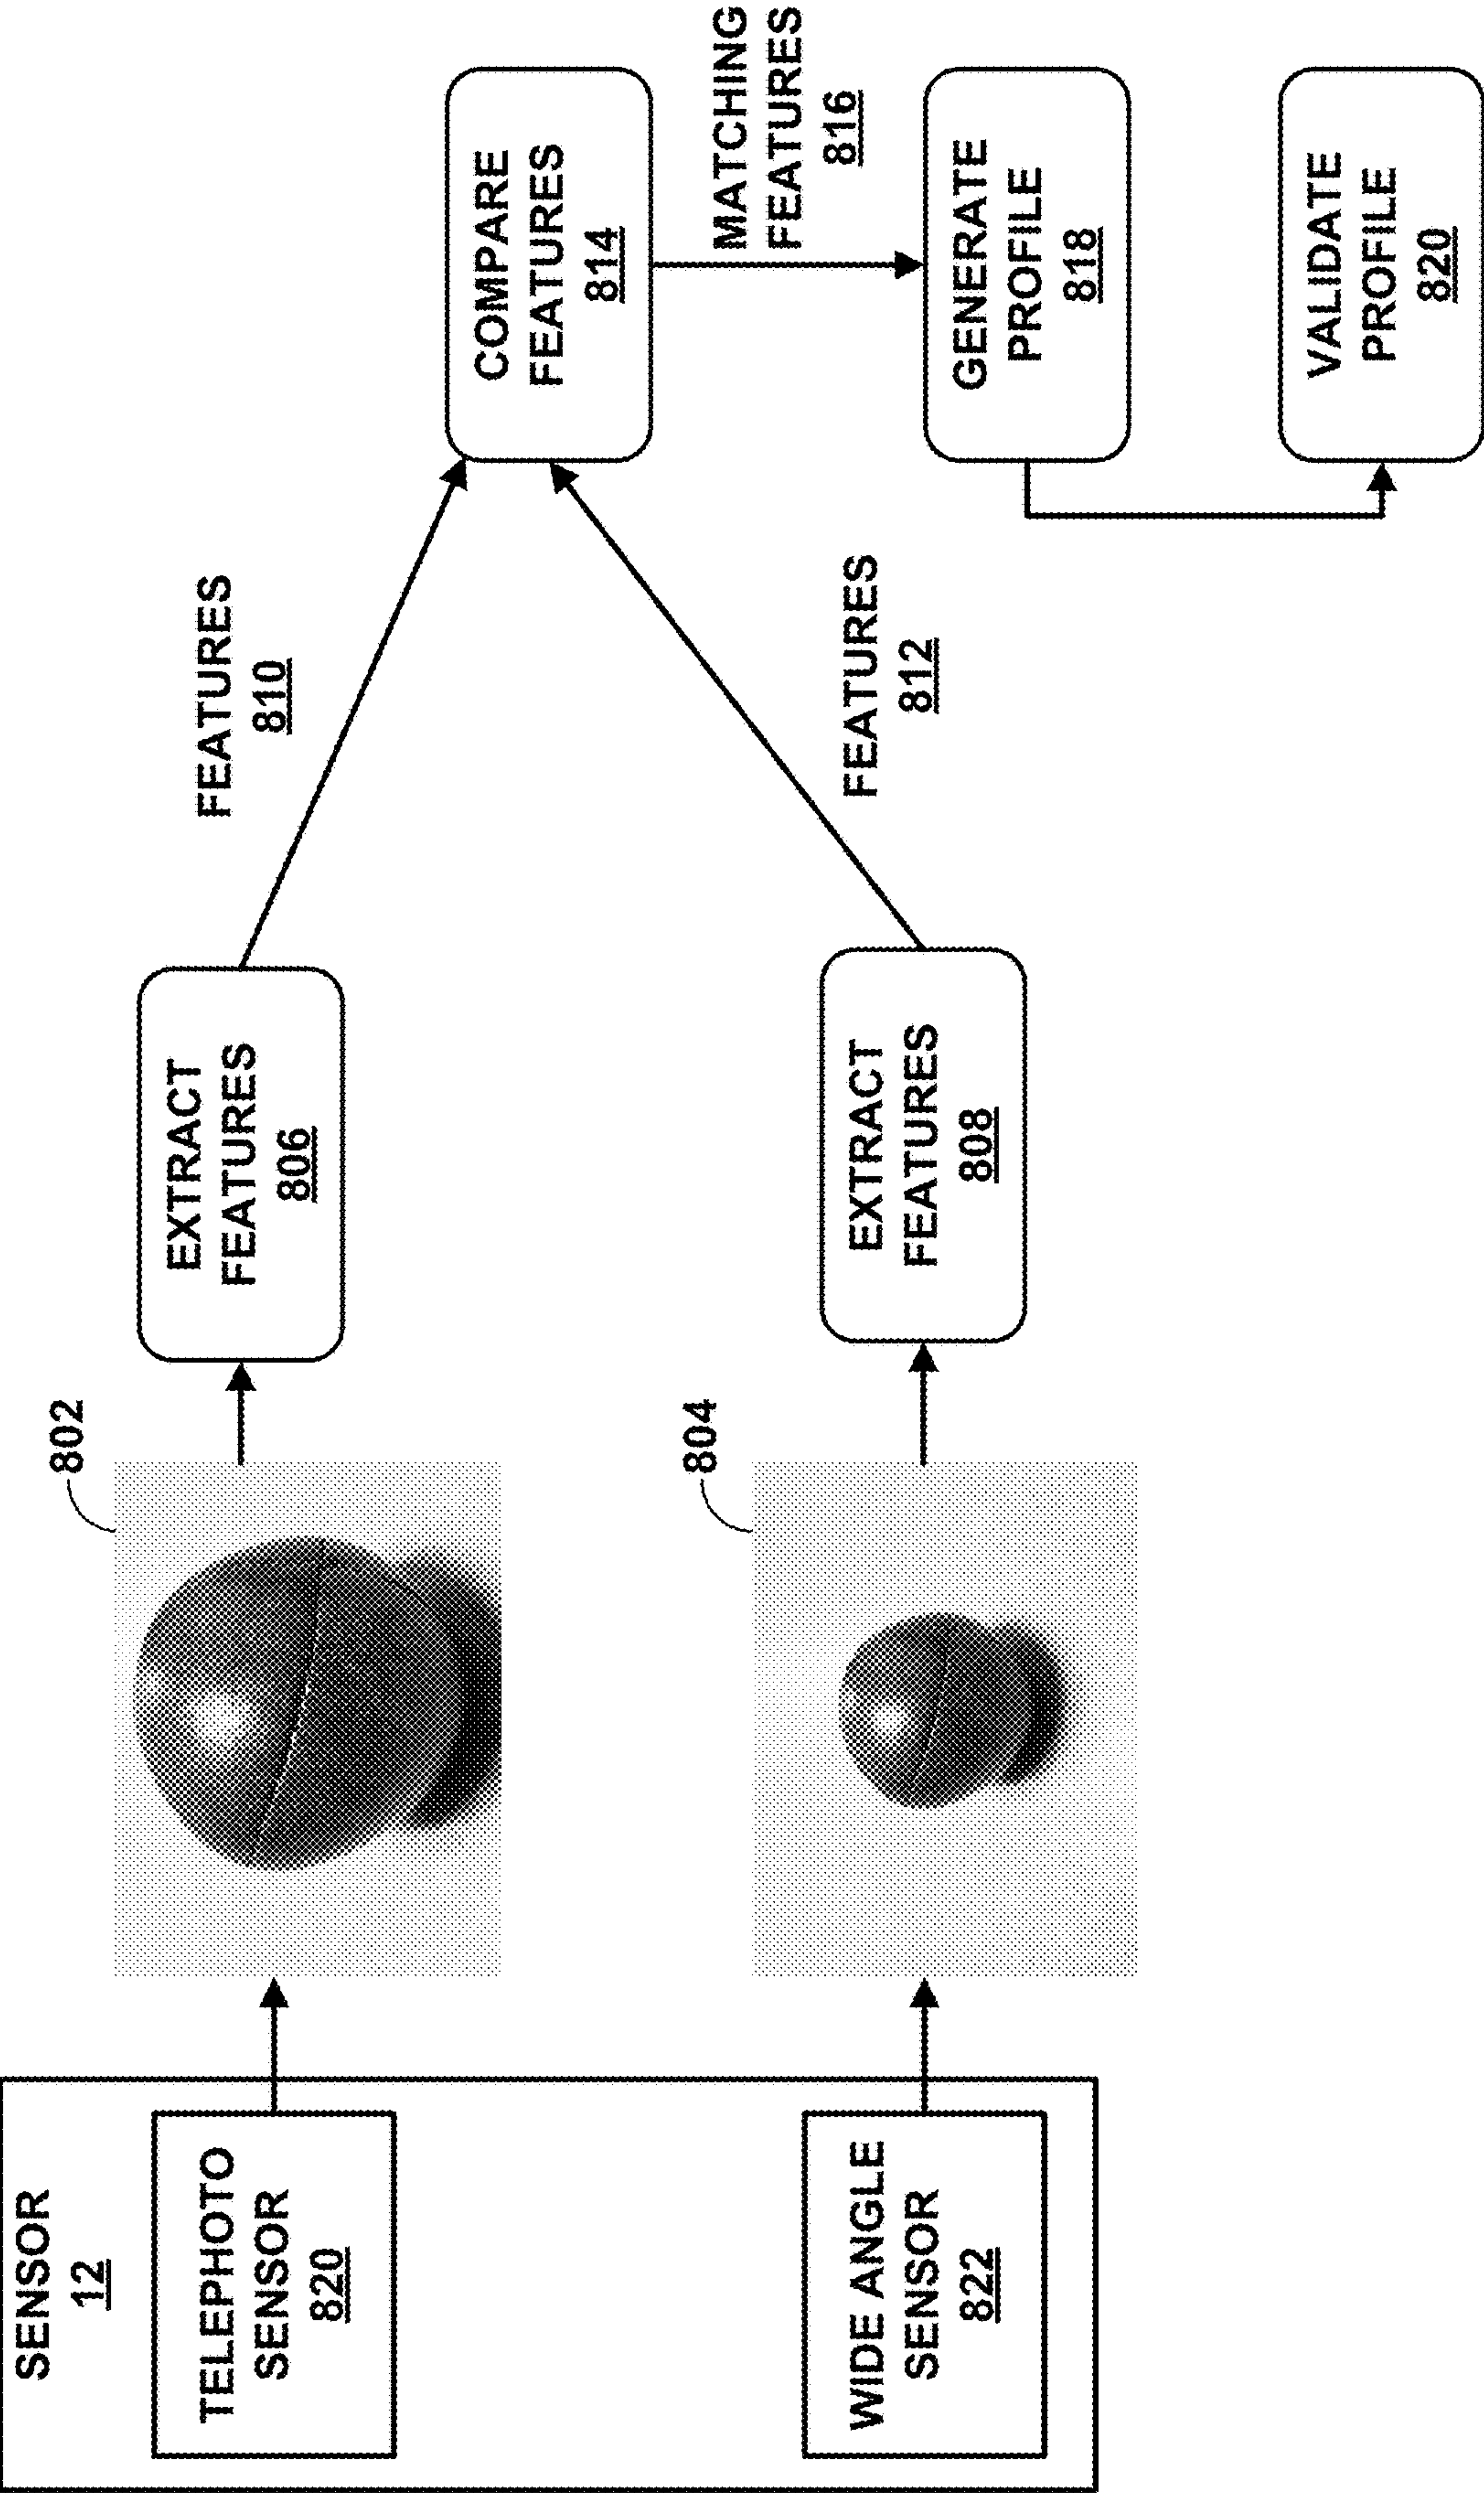 SENSOR
12
TELEPHOTO
SENSOR
820
WIDE ANGLE
SENSOR
822
802
804
EXTRACT
FEATURES
806
EXTRACT
FEATURES
808
FEATURES
810
FEATURES
812
COMPARE
FEATURES
814
MATCHING
FEATURES
816
GENERATE
PROFILE
818
VALIDATE
PROFILE
820